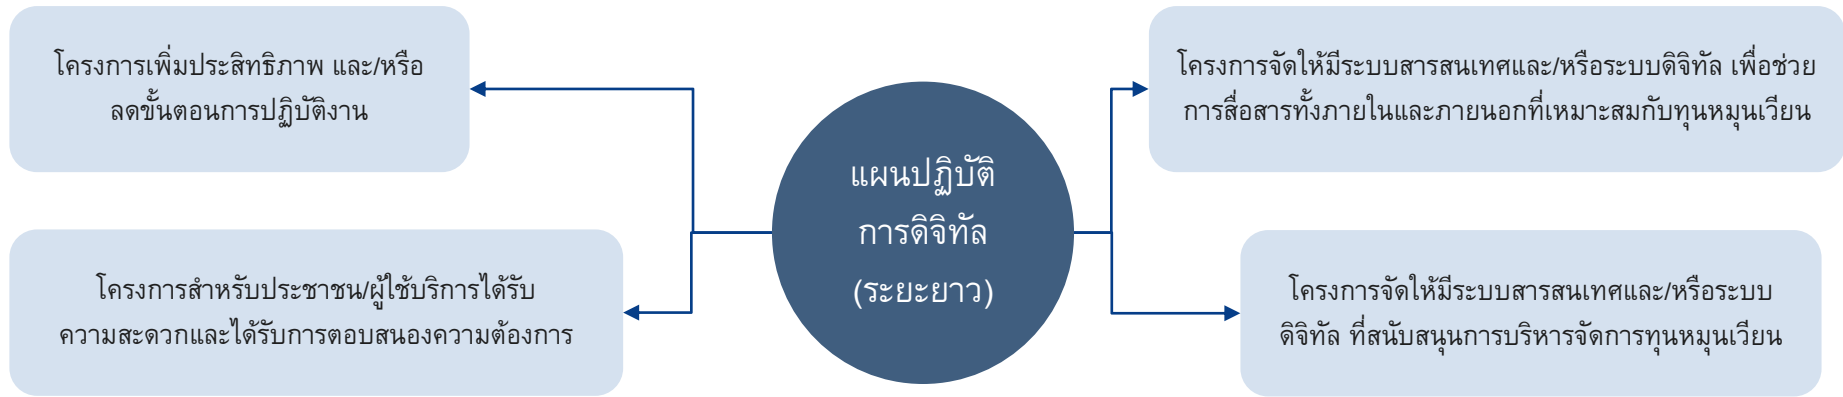 โครงการเพิ่มประสิทธิภาพ และ/หรือ
ลดขั้นตอนการปฏิบัติงาน
โครงการสำหรับประชาชน/ผู้ใช้บริการได้รับ
ความสะดวกและได้รับการตอบสนองความต้องการ
แผนปฏิบัติ
การดิจิทัล
(ระยะยาว)
โครงการจัดให้มีระบบสารสนเทศและ/หรือระบบดิจิทัล เพื่อช่วย
การสื่อสารทั้งภายในและภายนอกที่เหมาะสมกับทุนหมุนเวียน
โครงการจัดให้มีระบบสารสนเทศและ/หรือระบบ
ดิจิทัล ที่สนับสนุนการบริหารจัดการทุนหมุนเวียน